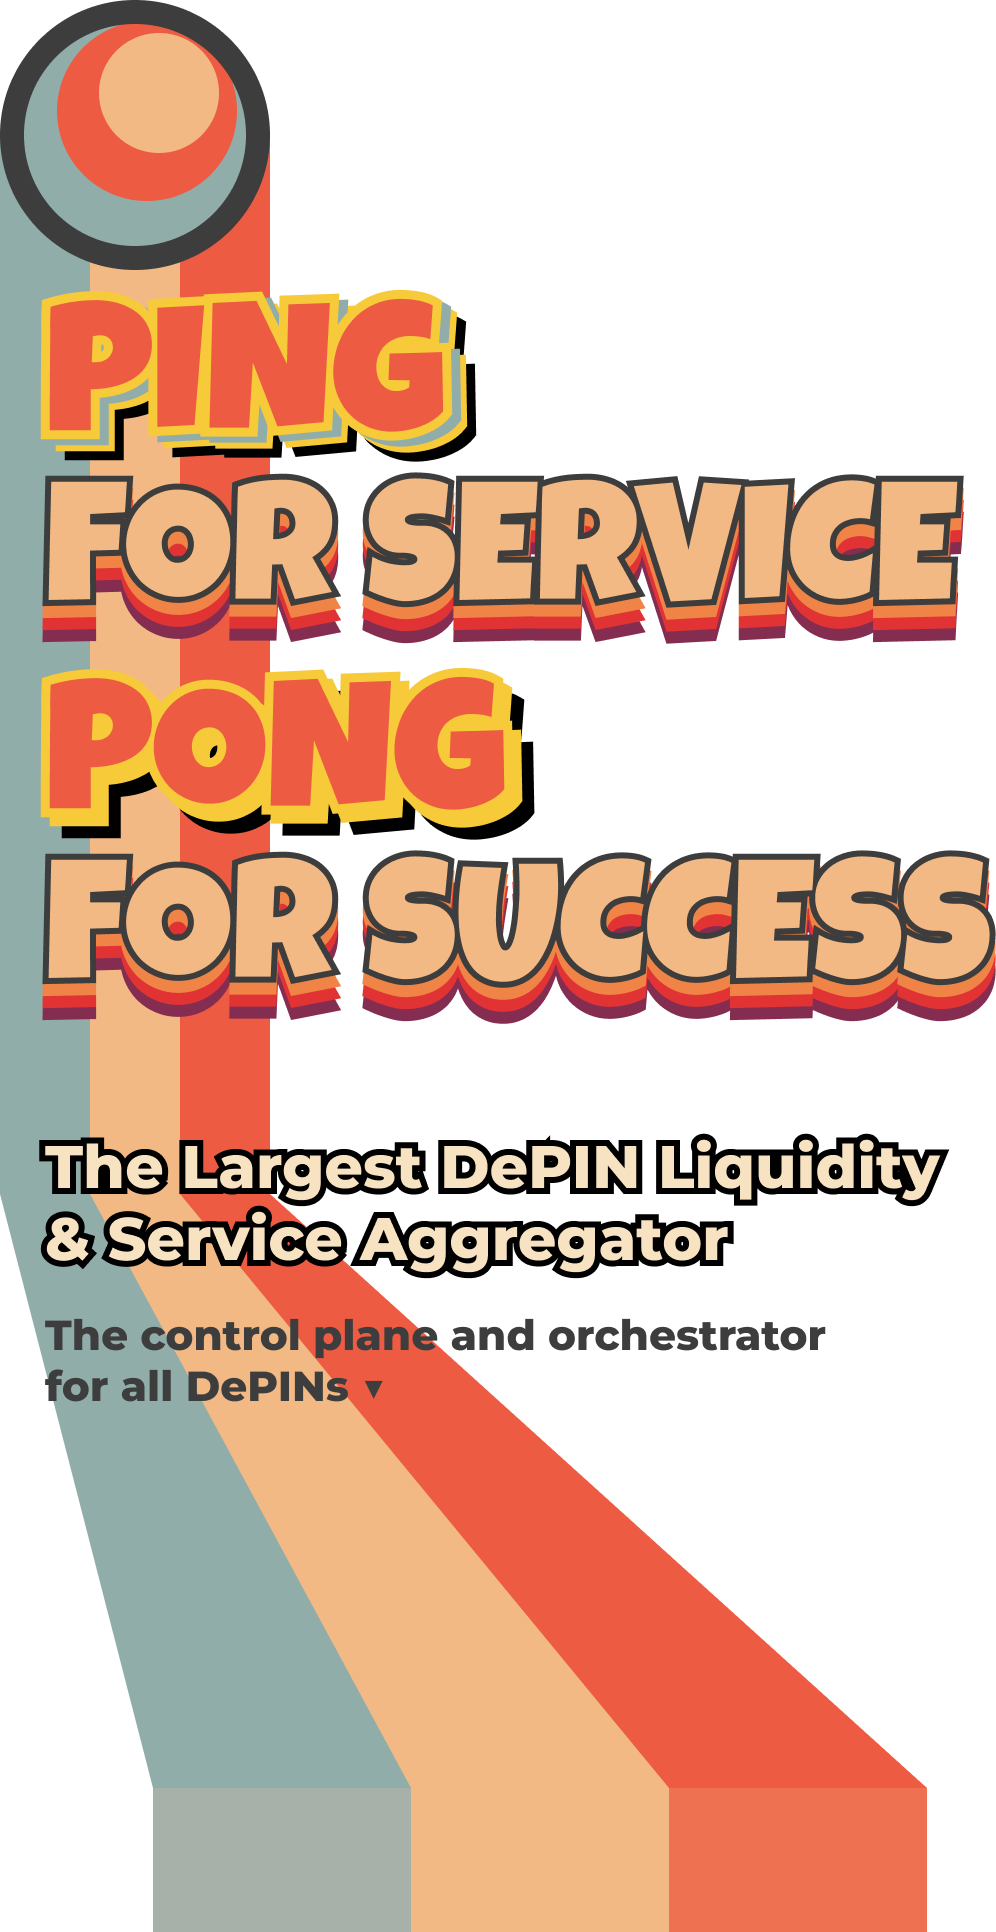 PING
FOR SERVICE
PONG
FOR SUCCESS
The Largest DePIN Liquidity
& Service Aggregator
The control plane and orchestrator
for all DePINs ▼